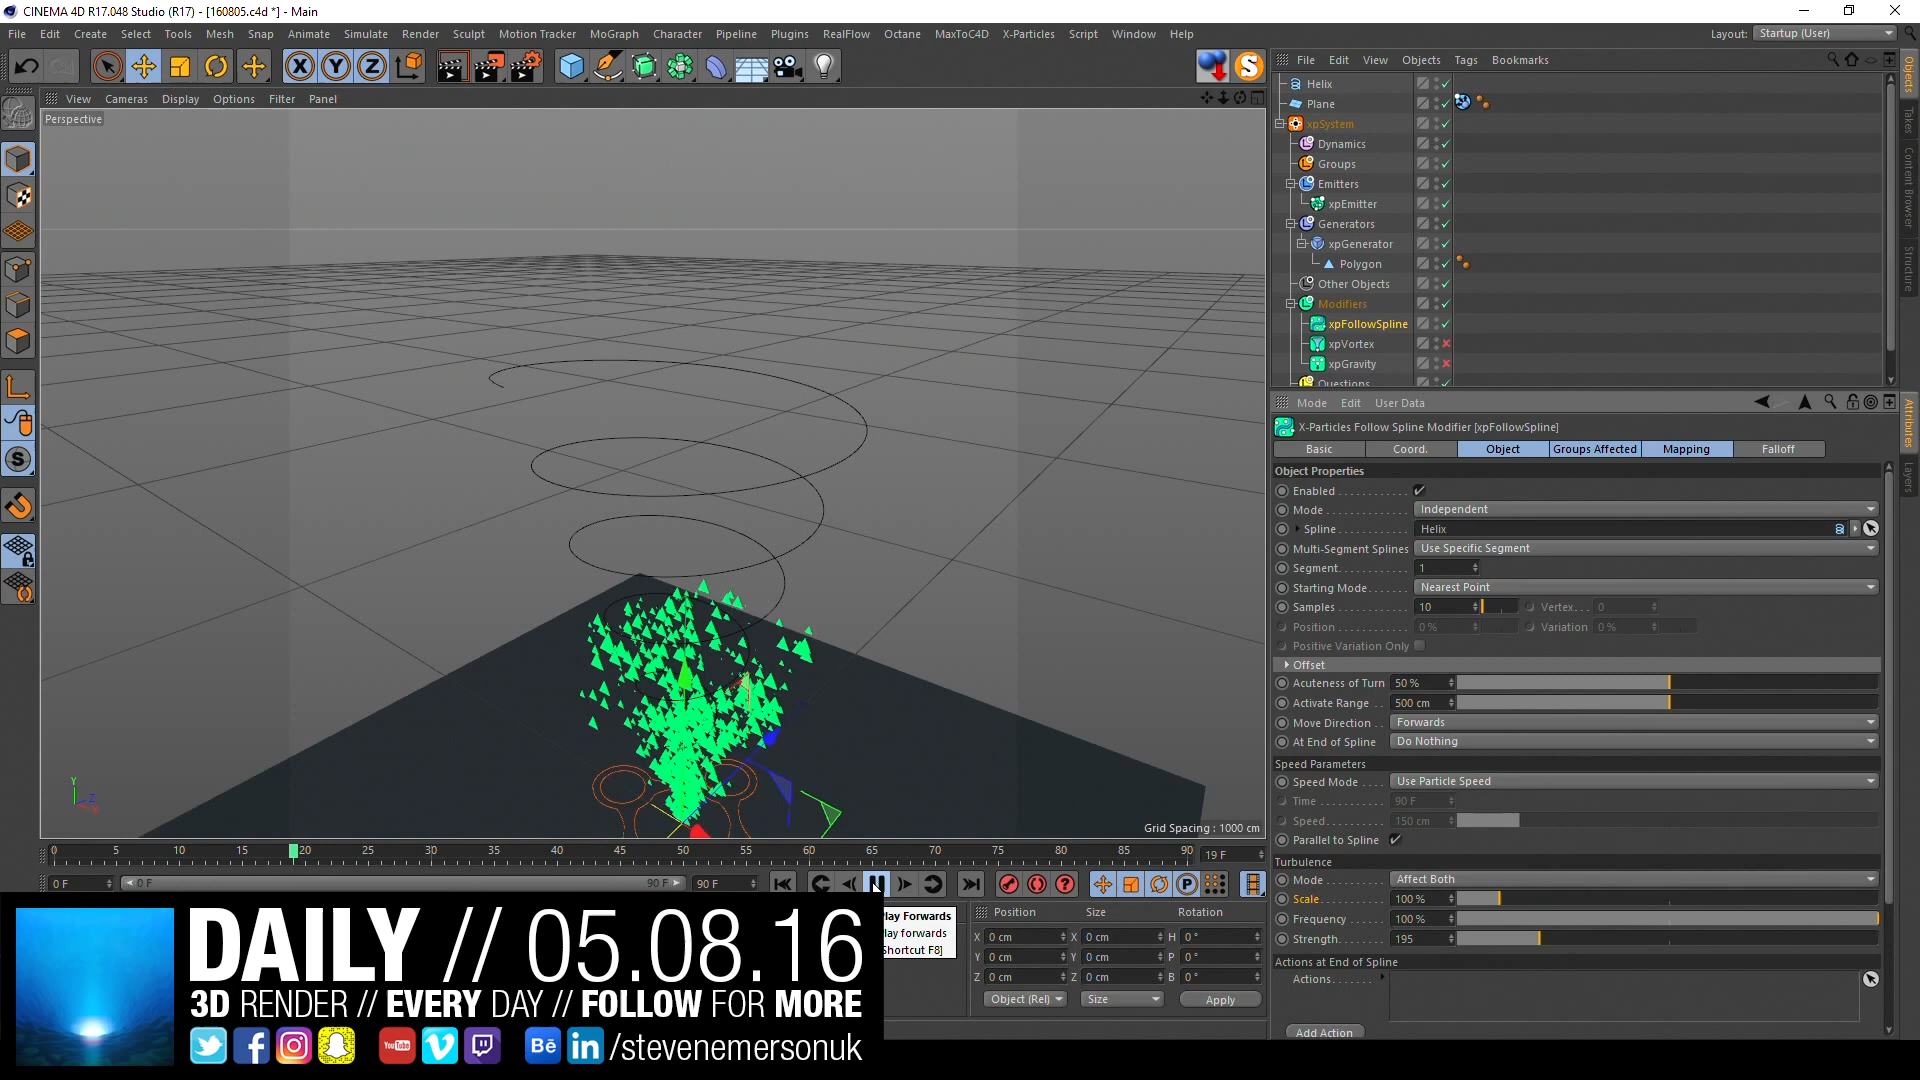 CINEMA 4D R17.048 Studio (R17) - [160805.c4d *] - Main
File Edit Create Select Tools Mesh Snap Animate Simulate Render Sculpt Motion Tracker MoGraph Character Pipeline Plugins RealFlow Octane MaxToC4D X-Particles Script Window Help Layout: Startup (User)
X Y Z S
File Edit View Objects Tags Bookmarks
View Cameras Display Options Filter Panel
Perspective
Helix
Plane
xpSystem
Dynamics
Groups
Emitters
xpEmitter
Generators
xpGenerator
Polygon
Other Objects
Modifiers
xpFollowSpline
xpVortex
xpGravity
Questions
Objects
Takes
Content Browser
Structure
Mode Edit User Data
X-Particles Follow Spline Modifier [xpFollowSpline]
Basic Coord. Object Groups Affected Mapping Falloff
Object Properties
Enabled
Mode Independent
Spline Helix
Multi-Segment Splines Use Specific Segment
Segment 1
Starting Mode Nearest Point
Samples 10 Vertex 0
Position 0 % Variation 0 %
Positive Variation Only
Offset
Acuteness of Turn 50 %
Activate Range 500 cm
Move Direction Forwards
At End of Spline Do Nothing
Speed Parameters
Speed Mode Use Particle Speed
Time 90 F
Speed 150 cm
Parallel to Spline
Turbulence
Mode Affect Both
Scale 100 %
Frequency 100 %
Strength 195
Actions at End of Spline
Actions
Add Action
Attributes
Layers
Y Z X
Grid Spacing : 1000 cm
0 5 10 15 20 25 30 35 40 45 50 55 60 65 70 75 80 85 90 19 F
0 F 0 F 90 F 90 F
Play Forwards
lay forwards
Shortcut F8]
Position Size Rotation
X 0 cm X 0 cm H 0 °
Y 0 cm Y 0 cm P 0 °
Z 0 cm Z 0 cm B 0 °
Object (Rel) Size Apply
DAILY // 05.08.16
3D RENDER // EVERY DAY // FOLLOW FOR MORE
YouTube Bē in /stevenemersonuk